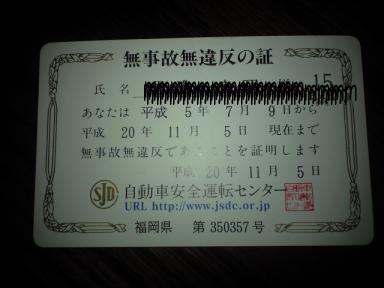 無事故無違反の証
氏名 15
あなたは 平成 5年 7月 9日から
平成 20年 11月 5日 現在まで
無事故無違反であることを証明します
平成 20年 11月 5日
SJD 自動車安全運転センター
URL http://www.jsdc.or.jp
福岡県 第 350357 号